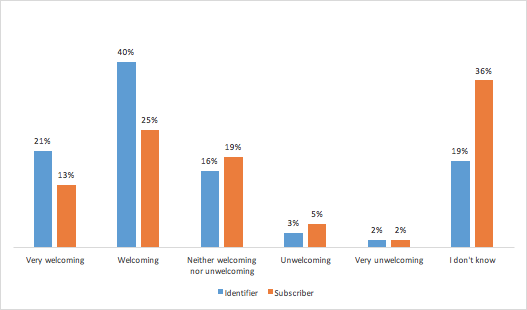 40%
36%
25%
21%
19%
19%
16%
13%
5%
3%
2%
2%
Very welcoming
Welcoming
Neither welcoming
nor unwelcoming
Unwelcoming
Very unwelcoming
I don't know
Identifier
Subscriber